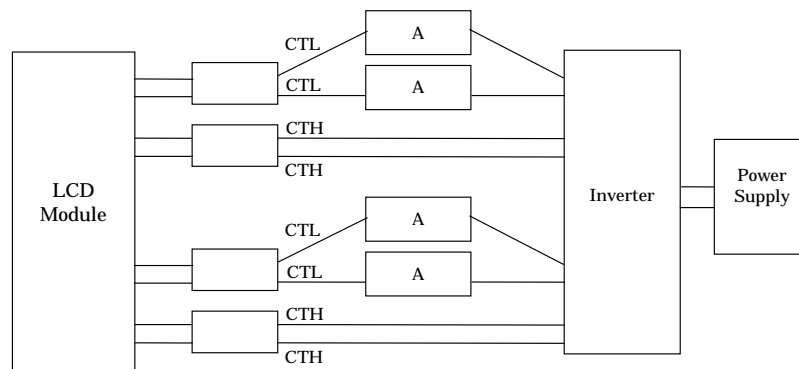 A
CTL
CTL
A
CTH
CTH
LCD
Module
Inverter
Power
Supply
A
CTL
CTL
A
CTH
CTH